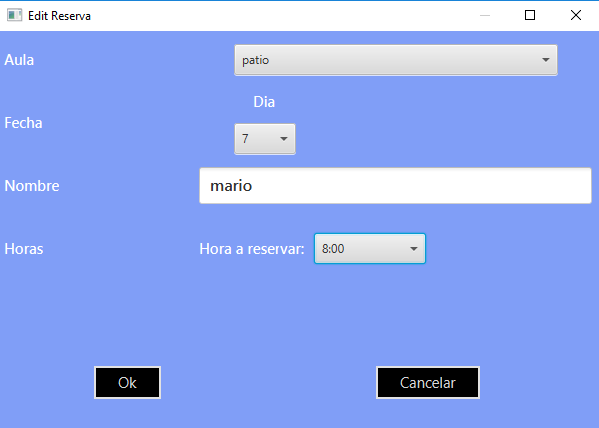 Edit Reserva
Aula patio
Dia
Fecha
7
Nombre mario
Horas Hora a reservar: 8:00
Ok Cancelar